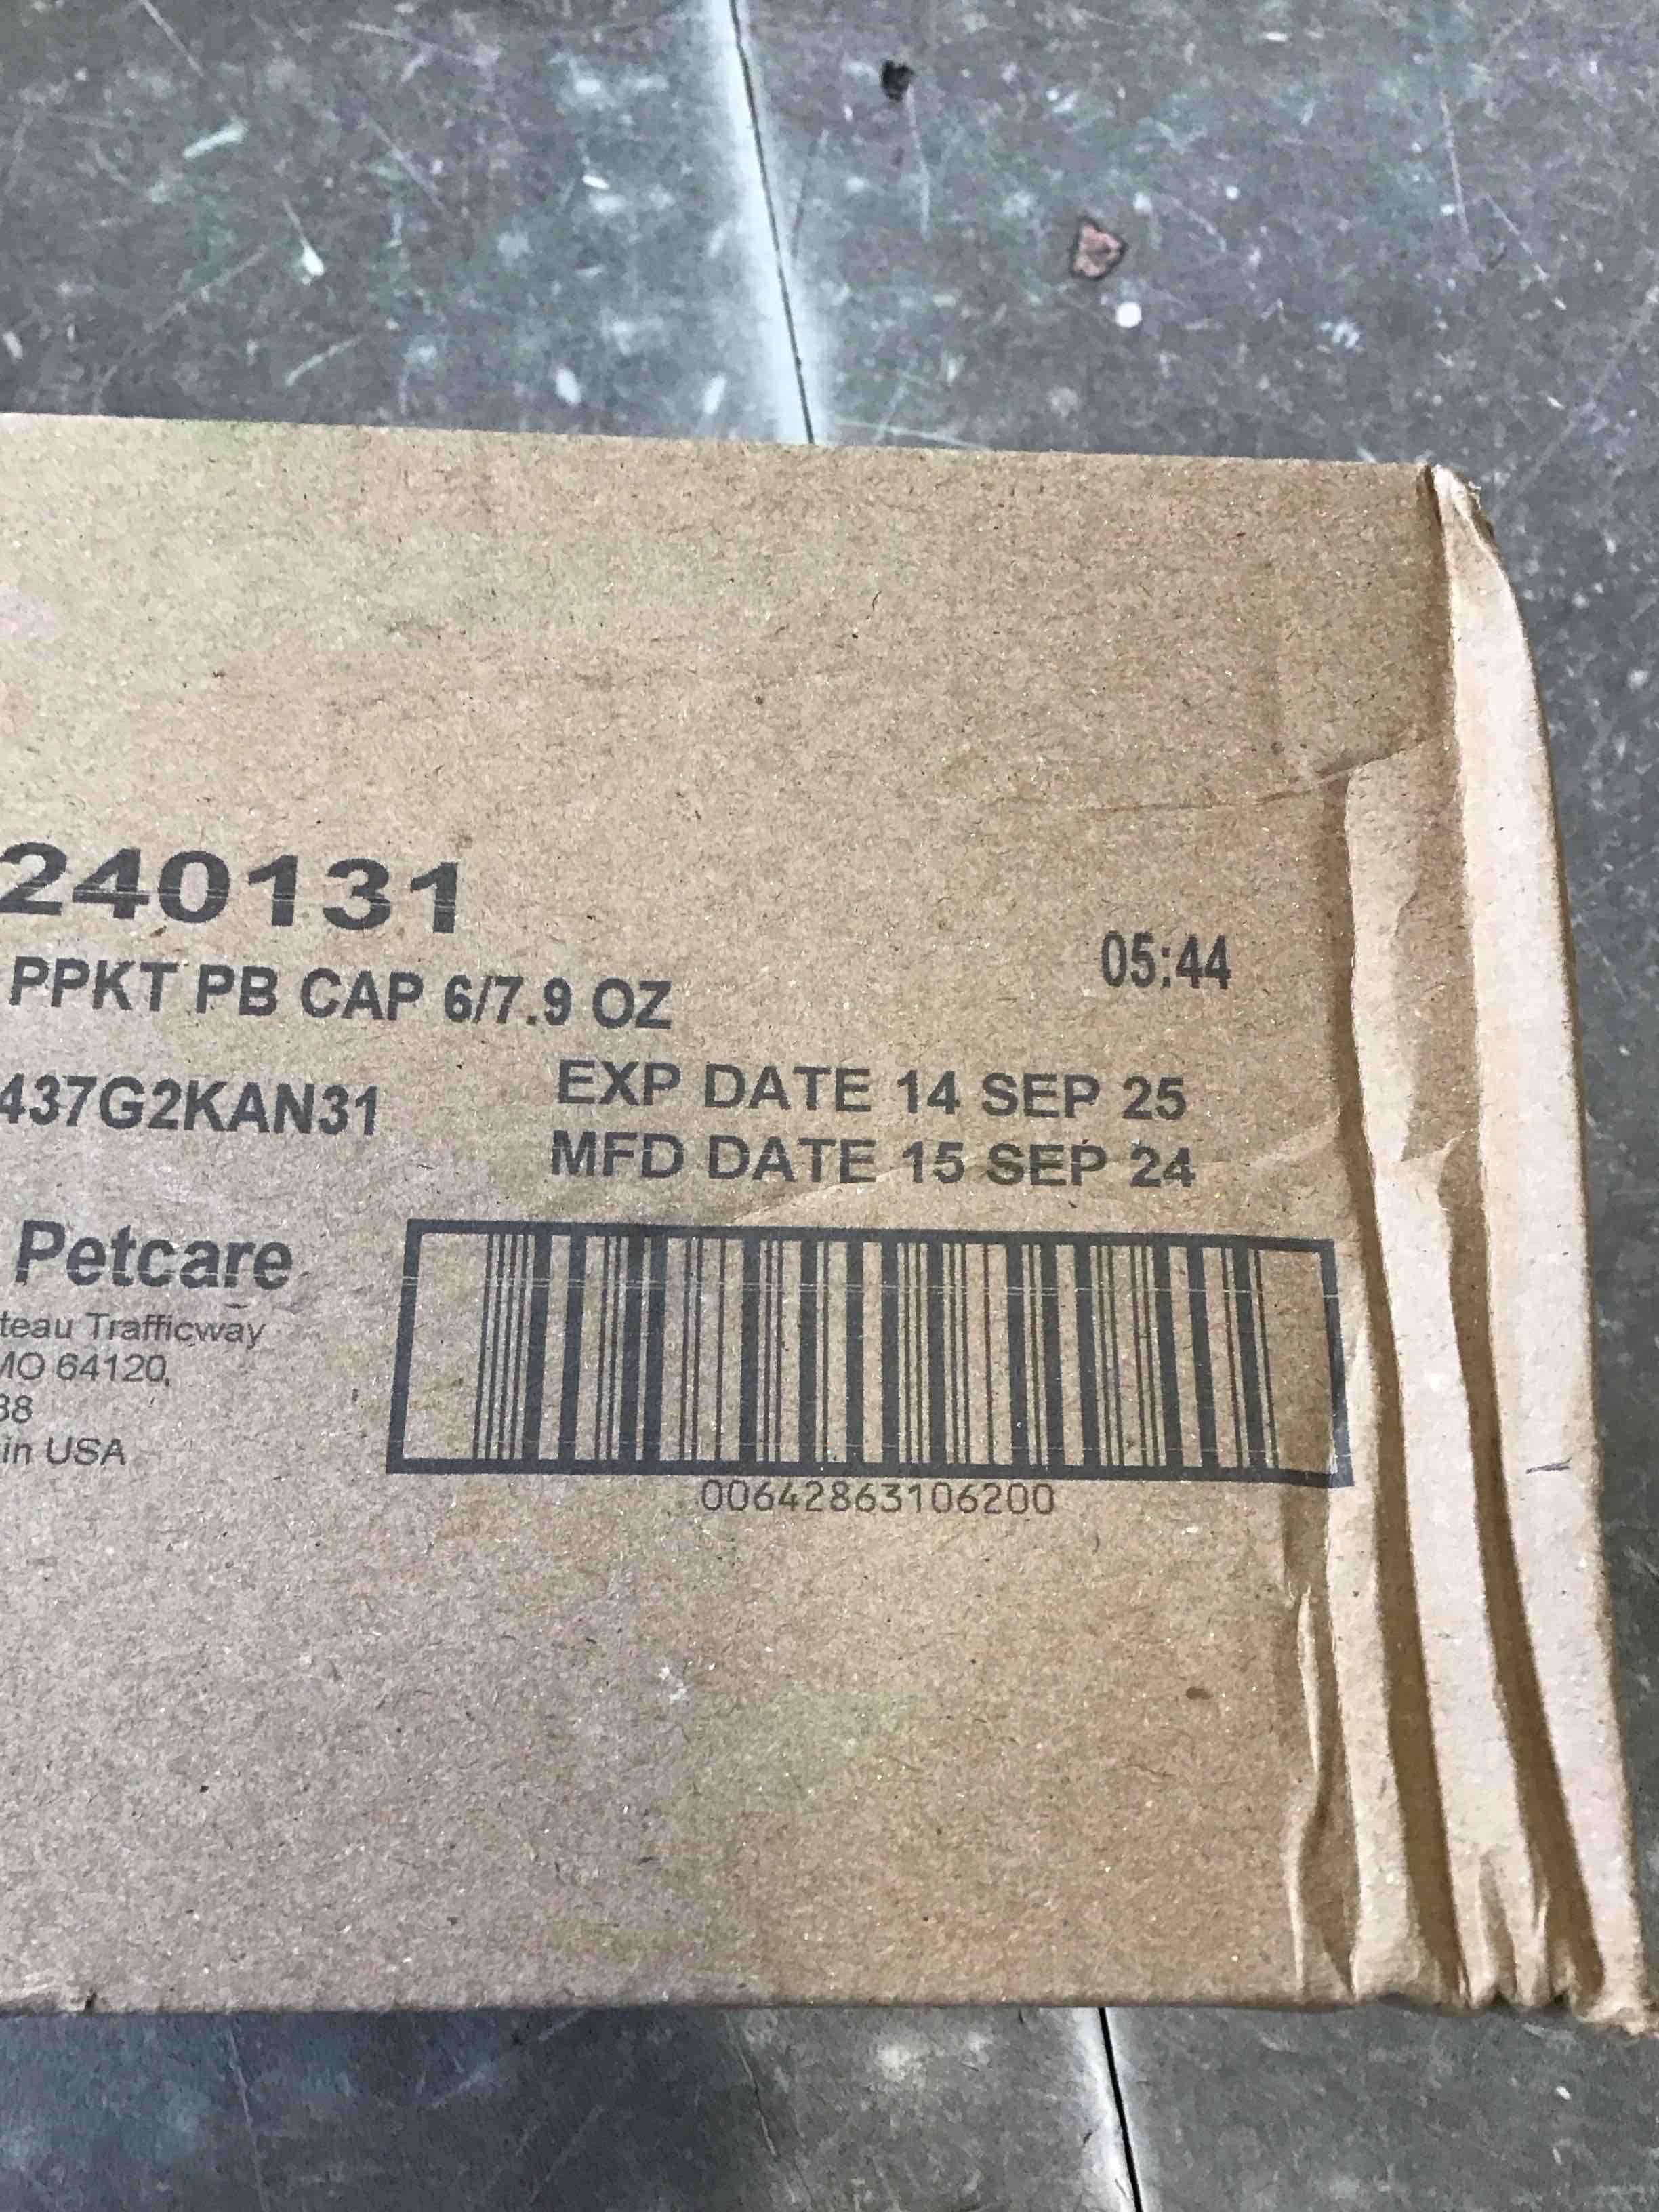 240131
PPKT PB CAP 6/7.9 OZ
05:44
437G2KAN31
EXP DATE 14 SEP 25
MFD DATE 15 SEP 24
Petcare
teau Trafficway
MO 64120,
38
in USA
00642863106200